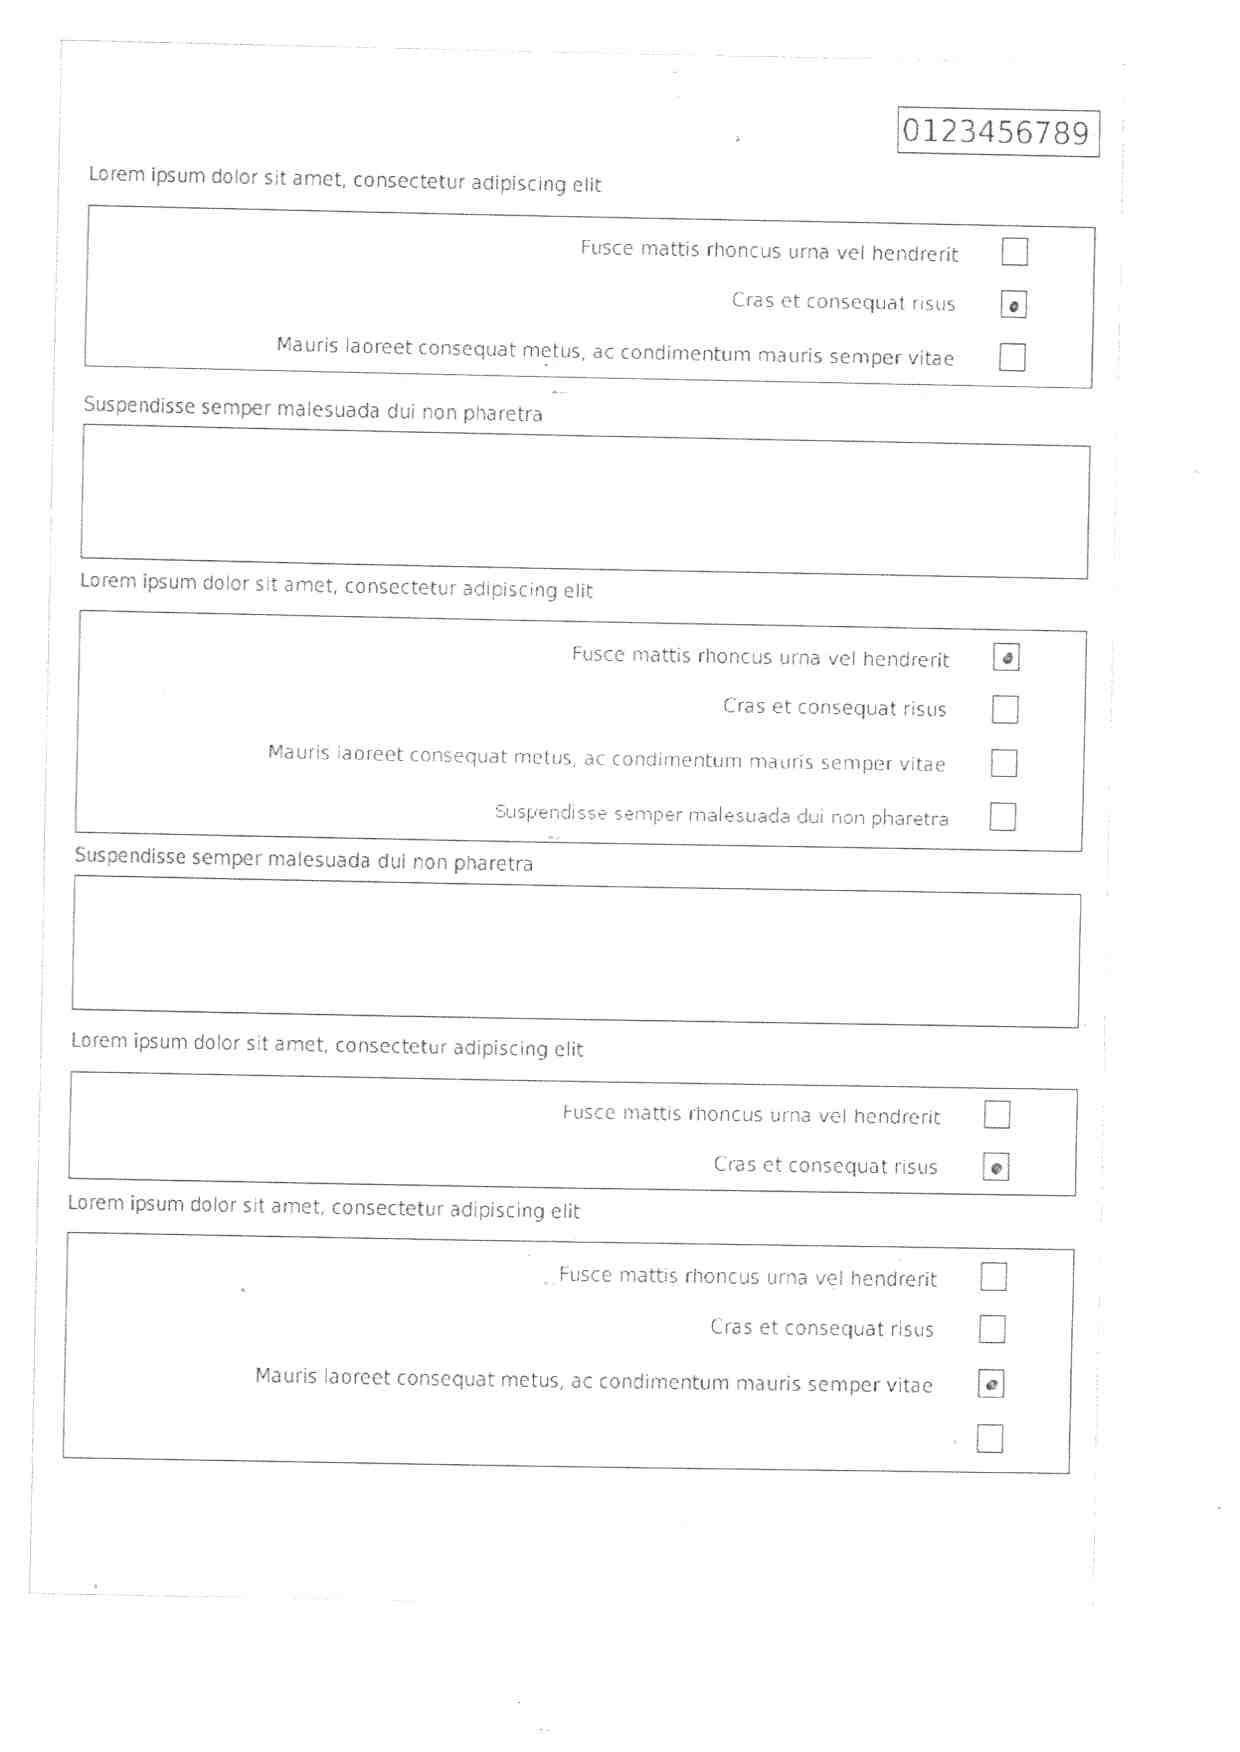 0123456789
Lorem ipsum dolor sit amet, consectetur adipiscing elit
Fusce mattis rhoncus urna vel hendrerit
Cras et consequat risus
Mauris laoreet consequat metus, ac condimentum mauris semper vitae
Suspendisse semper malesuada dui non pharetra
Lorem ipsum dolor sit amet, consectetur adipiscing elit
Fusce mattis rhoncus urna vel hendrerit
Cras et consequat risus
Mauris laoreet consequat metus, ac condimentum mauris semper vitae
Suspendisse semper malesuada dui non pharetra
Suspendisse semper malesuada dui non pharetra
Lorem ipsum dolor sit amet, consectetur adipiscing elit
Fusce mattis rhoncus urna vel hendrerit
Cras et consequat risus
Lorem ipsum dolor sit amet, consectetur adipiscing elit
Fusce mattis rhoncus urna vel hendrerit
Cras et consequat risus
Mauris laoreet consequat metus, ac condimentum mauris semper vitae